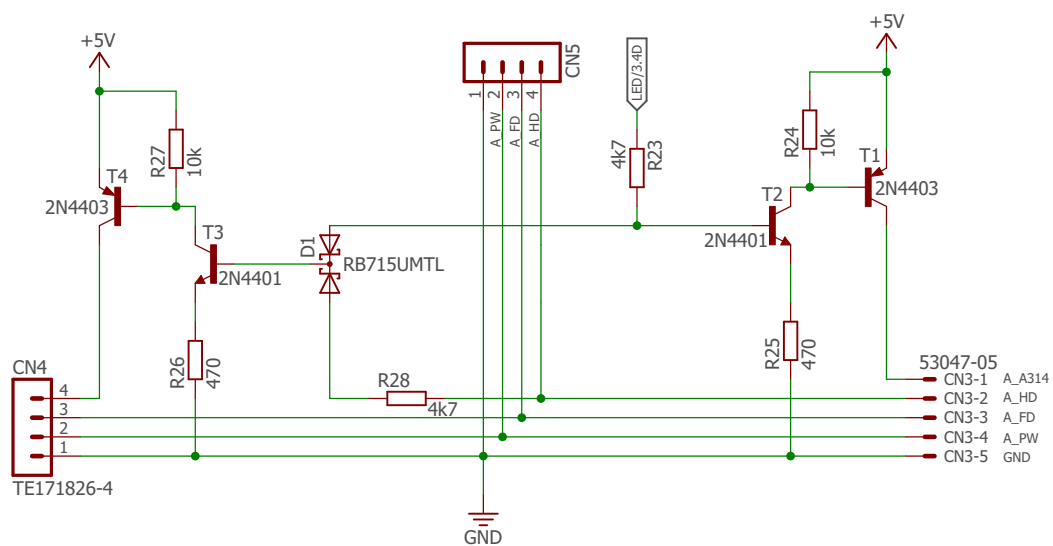 +5V
+5V
CN5
LED/3.4D
1
2
3
4
A_PW
A_FD
A_HD
R27
10k
4k7
R23
R24
10k
T4
2N4403
T1
2N4403
T3
2N4401
D1
RB715UMTL
T2
2N4401
R26
470
R25
470
CN4
R28
4k7
53047-05
4
3
2
1
CN3-1 A_A314
CN3-2 A_HD
CN3-3 A_FD
CN3-4 A_PW
CN3-5 GND
TE171826-4
GND